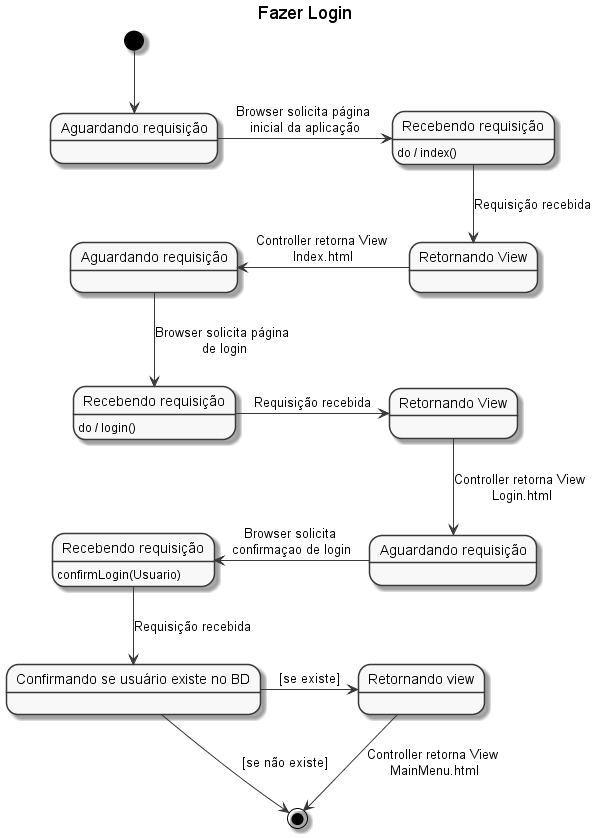 Fazer Login
Aguardando requisição
Browser solicita página
inicial da aplicação
Recebendo requisição
do / index()
Requisição recebida
Retornando View
Controller retorna View
Index.html
Aguardando requisição
Browser solicita página
de login
Recebendo requisição
do / login()
Requisição recebida
Retornando View
Controller retorna View
Login.html
Aguardando requisição
Browser solicita
confirmaçao de login
Recebendo requisição
confirmLogin(Usuario)
Requisição recebida
Confirmando se usuário existe no BD
[se existe]
Retornando view
[se não existe]
Controller retorna View
MainMenu.html